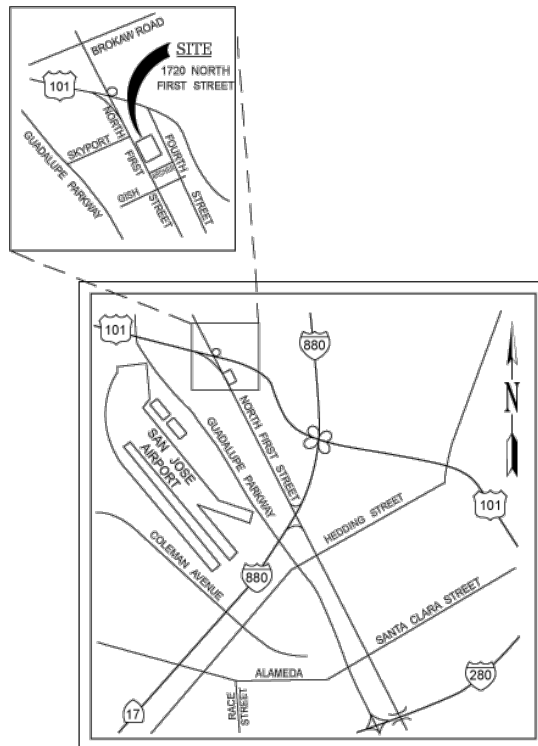 BROKAW ROAD
SITE
1720 NORTH
FIRST STREET
101
NORTH
FIRST
STREET
SKYPORT
FOURTH
STREET
GUADALUPE PARKWAY
GISH
101
880
N
NORTH FIRST STREET
GUADALUPE PARKWAY
SAN JOSE
AIRPORT
HEDDING STREET
101
COLEMAN AVENUE
880
SANTA CLARA STREET
ALAMEDA
280
RACE
STREET
17